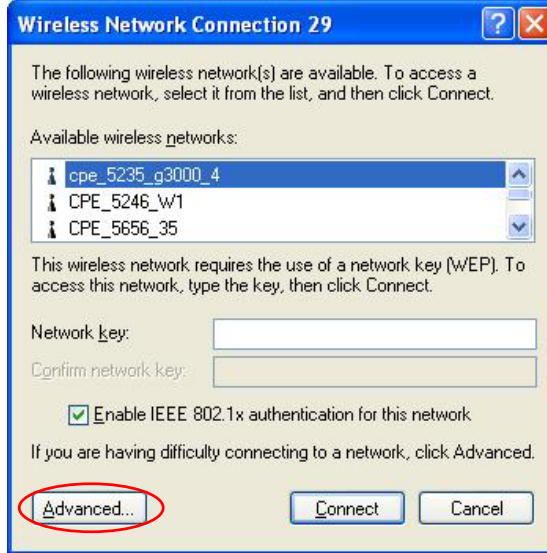 Wireless Network Connection 29
The following wireless network(s) are available. To access a
wireless network, select it from the list, and then click Connect.
Available wireless networks:
cpe_5235_g3000_4
CPE_5246_W1
CPE_5656_35
This wireless network requires the use of a network key (WEP). To
access this network, type the key, then click Connect.
Network key:
Confirm network key:
Enable IEEE 802.1x authentication for this network
If you are having difficulty connecting to a network, click Advanced.
Advanced... Connect Cancel